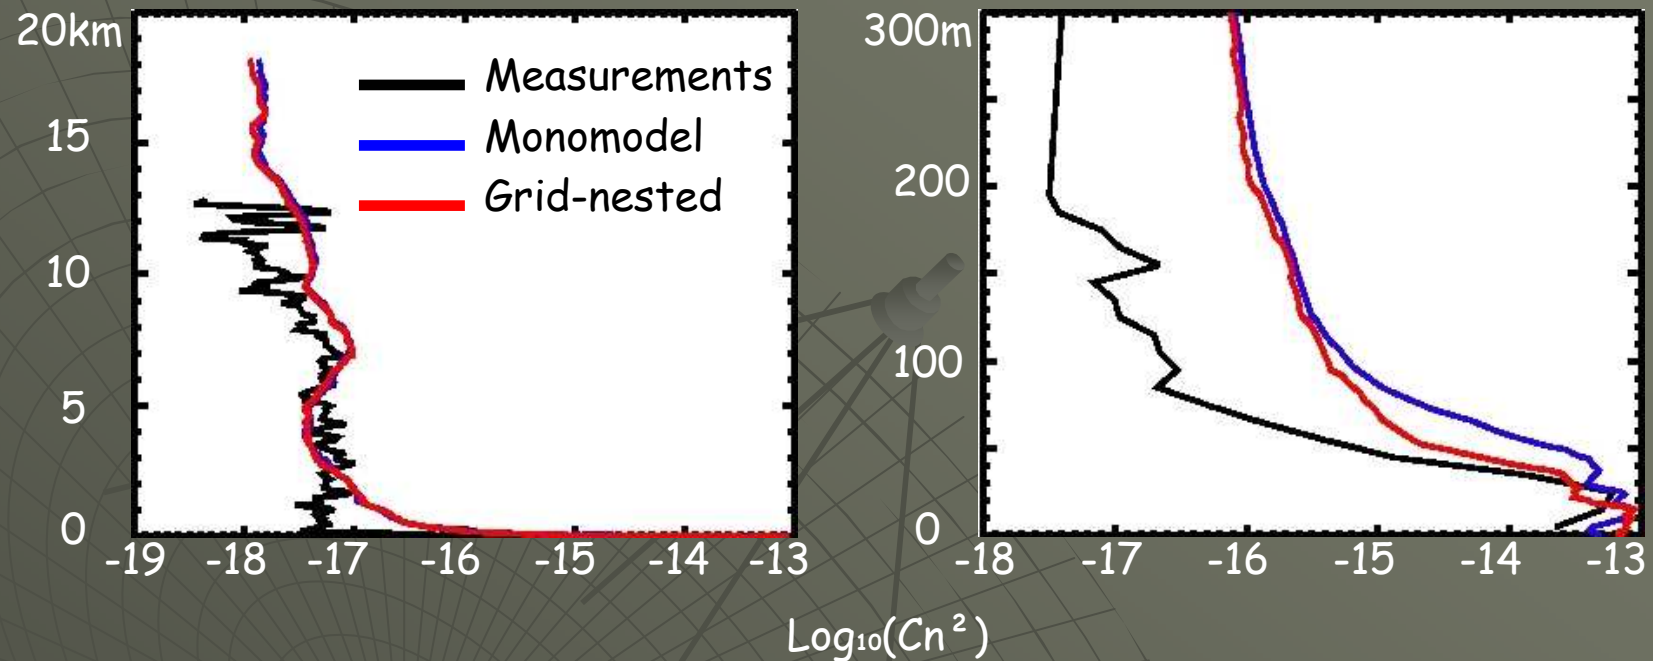 20km
15
10
5
0
-19 -18 -17 -16 -15 -14 -13
Measurements
Monomodel
Grid-nested
300m
200
100
0
-18 -17 -16 -15 -14 -13
Log₁₀(Cn²)